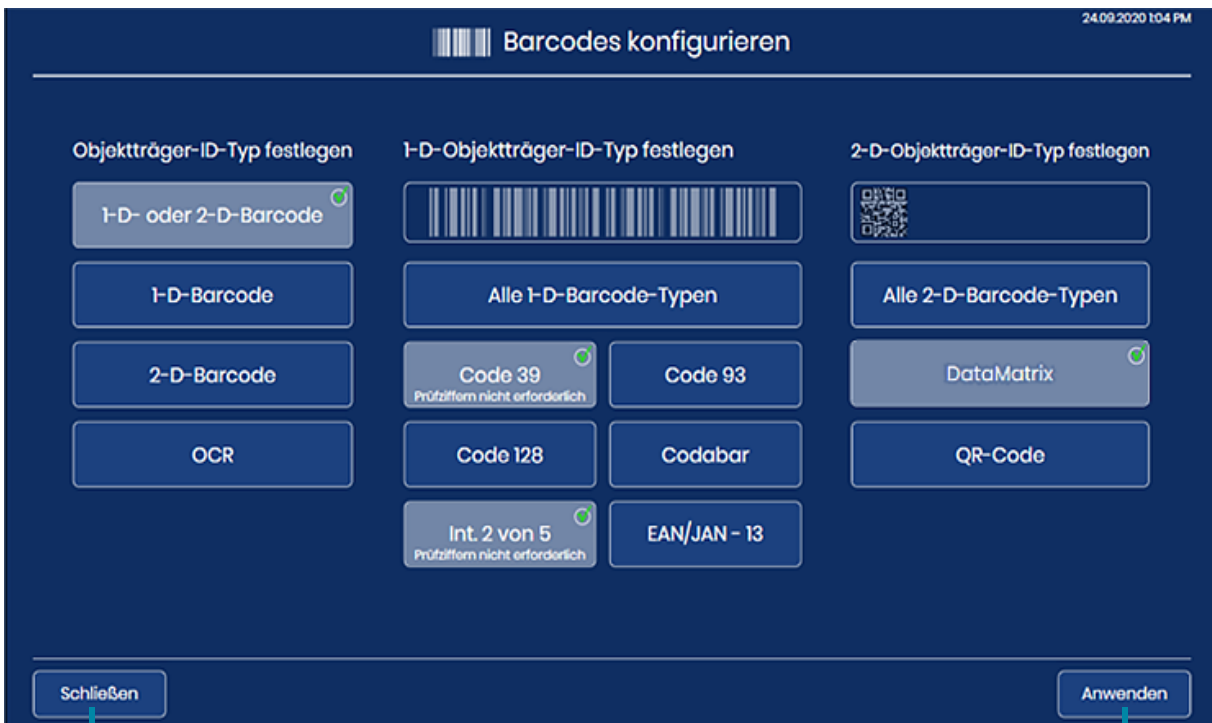 24.09.2020 1:04 PM
Barcodes konfigurieren
Objektträger-ID-Typ festlegen
1-D- oder 2-D-Barcode
1-D-Barcode
2-D-Barcode
OCR
1-D-Objektträger-ID-Typ festlegen
Alle 1-D-Barcode-Typen
Code 39
Prüfziffern nicht erforderlich
Code 93
Code 128
Codabar
Int. 2 von 5
Prüfziffern nicht erforderlich
EAN/JAN - 13
2-D-Objektträger-ID-Typ festlegen
Alle 2-D-Barcode-Typen
DataMatrix
QR-Code
Schließen
Anwenden